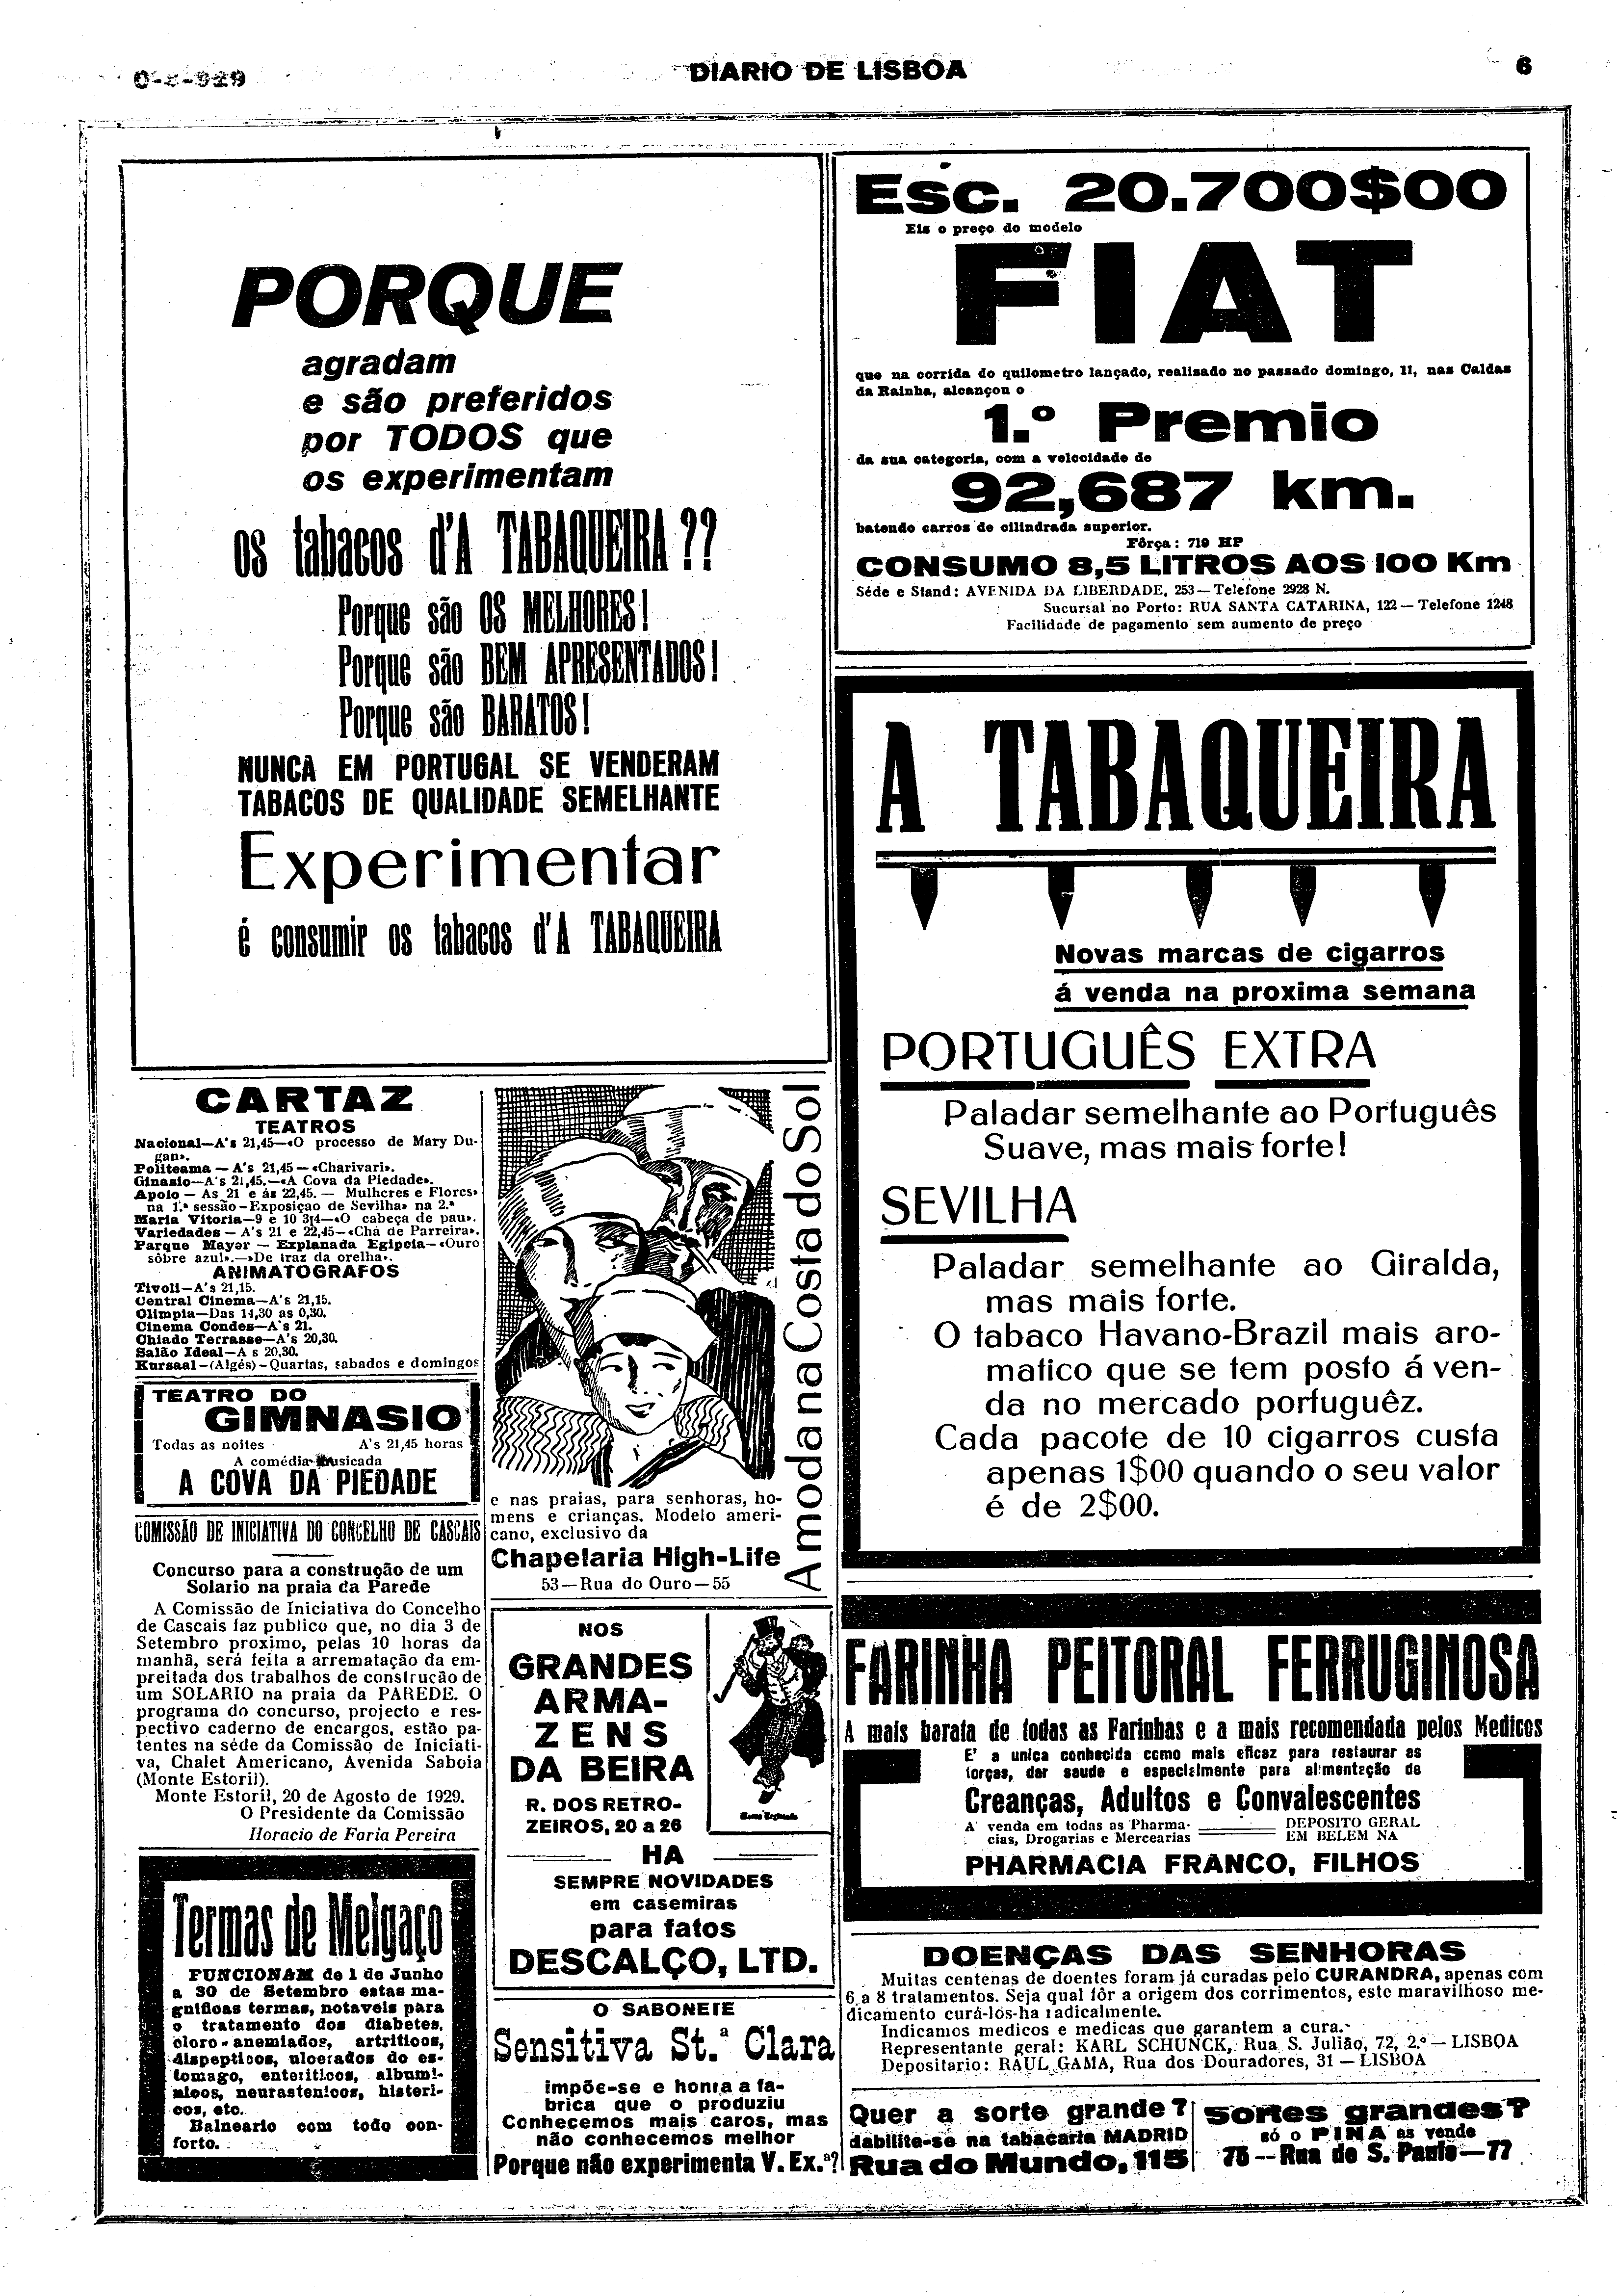 DIARIO DE LISBOA
6
PORQUE
agradam
e são preferidos
por TODOS que
os experimentam
os tabacos d'A TABAQUEIRA??
Porque são OS MELHORES!
Porque são BEM APRESENTADOS!
Porque são BARATOS!
NUNCA EM PORTUGAL SE VENDERAM
TABACOS DE QUALIDADE SEMELHANTE
Experimentar
é consumir os tabacos d'A TABAQUEIRA
Esc. 20.700$00
Eis o preço do modelo
FIAT
que na corrida do quilometro lançado, realisado no passado domingo, 11, nas Caldas
da Rainha, alcançou o
1.º Premio
da sua categoria, com a velocidade de
92,687 km.
batendo carros de cilindrada superior.
Fôrça: 719 HP
CONSUMO 8,5 LITROS AOS 100 Km
Séde e Stand: AVENIDA DA LIBERDADE, 253—Telefone 2928 N.
Sucursal no Porto: RUA SANTA CATARINA, 122—Telefone 1248
Facilidade de pagamento sem aumento de preço
A TABAQUEIRA
Novas marcas de cigarros
á venda na proxima semana
PORTUGUÊS EXTRA
Paladar semelhante ao Português
Suave, mas mais forte!
SEVILHA
Paladar semelhante ao Giralda,
mas mais forte.
O tabaco Havano-Brazil mais aro-
matico que se tem posto á ven-
da no mercado portuguêz.
Cada pacote de 10 cigarros custa
apenas 1$00 quando o seu valor
é de 2$00.
CARTAZ
TEATROS
Nacional—A's 21,45—«O processo de Mary Du-
gan».
Politeama—A's 21,45—«Charivari».
Ginasio—A's 21,45.—«A Cova da Piedade».
Apolo—As 21 e ás 22,45.—Mulheres e Flores»
na 1.ª sessão-Exposiçao de Sevilha» na 2.ª
Maria Vitoria—9 e 10 3|4—«O cabeça de pau».
Variedades—A's 21 e 22,45—«Chá de Parreira».
Parque Mayer—Explanada Egipcia—«Ouro
sôbre azul».—«De traz da orelha».
ANIMATOGRAFOS
Tivoli—A's 21,15.
Central Cinema—A's 21,15.
Olimpia—Das 14,30 as 0,30.
Cinema Condes—A's 21.
Chiado Terrasse—A's 20,30.
Salão Ideal—A s 20,30.
Kursaal—(Algés)—Quartas, sabados e domingos
TEATRO DO
GIMNASIO
Todas as noites A's 21,45 horas
A comédia musicada
A COVA DA PIEDADE
COMISSÃO DE INICIATIVA DO CONCELHO DE CASCAIS
Concurso para a construção de um
Solario na praia da Parede
A Comissão de Iniciativa do Concelho
de Cascais faz publico que, no dia 3 de
Setembro proximo, pelas 10 horas da
manhã, será feita a arrematação da em-
preitada dos trabalhos de construcão de
um SOLARIO na praia da PAREDE. O
programa do concurso, projecto e res-
pectivo caderno de encargos, estão pa-
tentes na séde da Comissão de Iniciati-
va, Chalet Americano, Avenida Saboia
(Monte Estoril).
Monte Estoril, 20 de Agosto de 1929.
O Presidente da Comissão
Horacio de Faria Pereira
Termas de Melgaço
FUNCIONAM de 1 de Junho
a 30 de Setembro estas ma-
gnificas termas, notaveis para
o tratamento dos diabetes,
cloro-anemiados, artriticos,
dispepticos, ulcerados do es-
tomago, enteriticos, albumi-
nicos, neurastenicos, histeri-
cos, etc.
Balneario com todo con-
forto.
A moda na Costa do Sol
e nas praias, para senhoras, ho-
mens e crianças. Modelo ameri-
cano, exclusivo da
Chapelaria High-Life
53—Rua do Ouro—55
NOS
GRANDES
ARMA-
ZENS
DA BEIRA
R. DOS RETRO-
ZEIROS, 20 a 26
HA
SEMPRE NOVIDADES
em casemiras
para fatos
DESCALÇO, LTD.
O SABONETE
Sensitiva St.ª Clara
impõe-se e honra a fa-
brica que o produziu
Conhecemos mais caros, mas
não conhecemos melhor
Porque não experimenta V. Ex.ª?
FARINHA PEITORAL FERRUGINOSA
A mais barata de todas as Farinhas e a mais recomendada pelos Medicos
E' a unica conhecida como mais eficaz para restaurar as
forças, dar saude e especialmente para alimentação de
Creanças, Adultos e Convalescentes
A' venda em todas as Pharma-
cias, Drogarias e Mercearias
DEPOSITO GERAL
EM BELEM NA
PHARMACIA FRANCO, FILHOS
DOENÇAS DAS SENHORAS
Muitas centenas de doentes foram já curadas pelo CURANDRA, apenas com
6 a 8 tratamentos. Seja qual fôr a origem dos corrimentos, este maravilhoso me-
dicamento curá-los-ha radicalmente.
Indicamos medicos e medicas que garantem a cura.
Representante geral: KARL SCHUNCK, Rua S. Julião, 72, 2.º—LISBOA
Depositario: RAUL GAMA, Rua dos Douradores, 31—LISBOA
Quer a sorte grande?
Habilite-se na tabacaria MADRID
Rua do Mundo, 115
Sortes grandes?
só o PINA as vende
75—Rua de S. Paulo—77